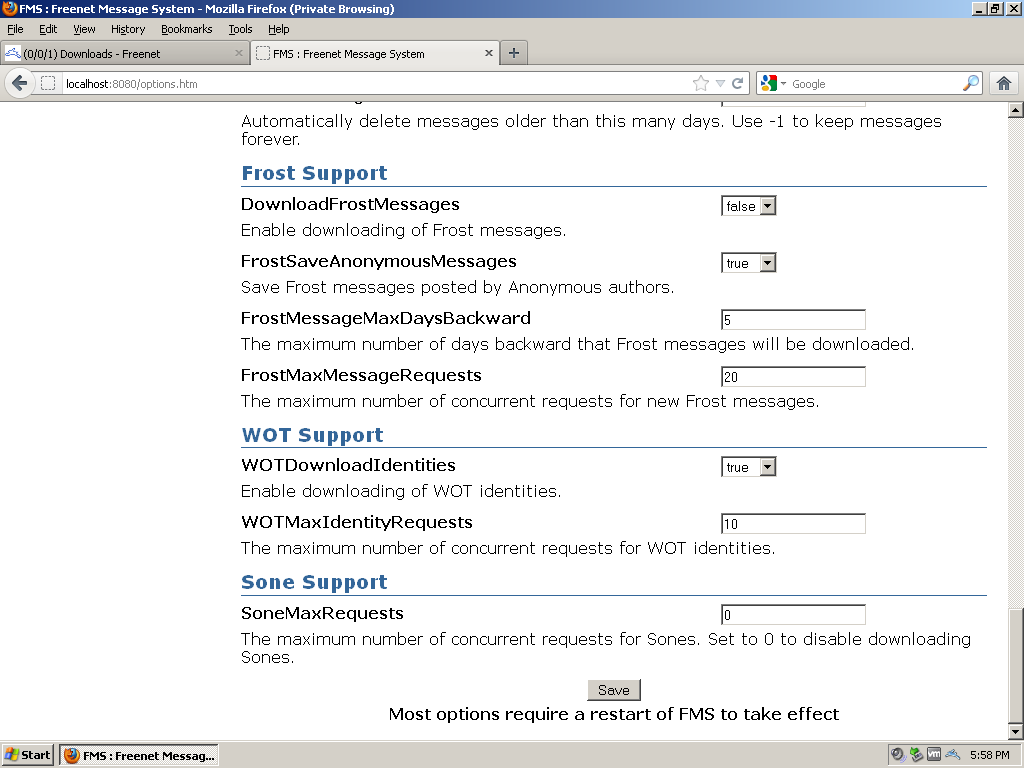 FMS : Freenet Message System - Mozilla Firefox (Private Browsing)
File Edit View History Bookmarks Tools Help
(0/0/1) Downloads - Freenet
FMS : Freenet Message System
localhost:8080/options.htm
Google
Automatically delete messages older than this many days. Use -1 to keep messages
forever.
Frost Support
DownloadFrostMessages
false
Enable downloading of Frost messages.
FrostSaveAnonymousMessages
true
Save Frost messages posted by Anonymous authors.
FrostMessageMaxDaysBackward
5
The maximum number of days backward that Frost messages will be downloaded.
FrostMaxMessageRequests
20
The maximum number of concurrent requests for new Frost messages.
WOT Support
WOTDownloadIdentities
true
Enable downloading of WOT identities.
WOTMaxIdentityRequests
10
The maximum number of concurrent requests for WOT identities.
Sone Support
SoneMaxRequests
0
The maximum number of concurrent requests for Sones. Set to 0 to disable downloading
Sones.
Save
Most options require a restart of FMS to take effect
Start
FMS : Freenet Messag...
5:58 PM